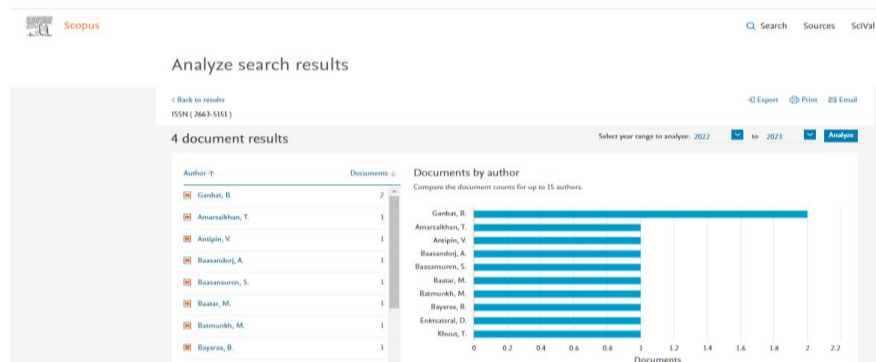 Scopus
Search Sources SciVal
Analyze search results
< Back to results
Export Print Email
ISSN ( 2663-5151 )
4 document results
Select year range to analyze: 2022 to 2023 Analyze
Author Documents
Ganbat, B. 2
Amarsaikhan, T. 1
Antipin, V. 1
Baasandorj, A. 1
Baasansuren, S. 1
Baatar, M. 1
Batmunkh, M. 1
Bayaraa, B. 1
Documents by author
Compare the document counts for up to 15 authors.
Ganbat, B.
Amarsaikhan, T.
Antipin, V.
Baasandorj, A.
Baasansuren, S.
Baatar, M.
Batmunkh, M.
Bayaraa, B.
Enkhtatsral, D.
Khuut, T.
0 0.2 0.4 0.6 0.8 1 1.2 1.4 1.6 1.8 2 2.2
Documents